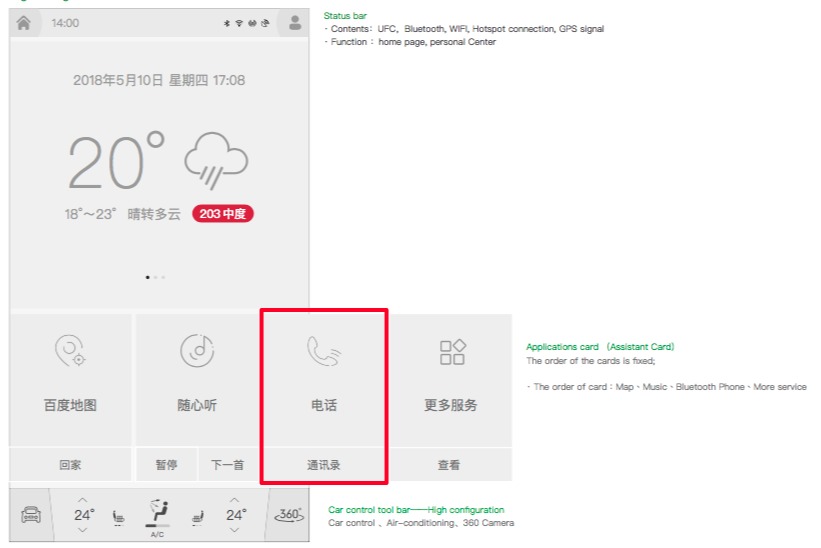 14:00
Status bar
· Contents: UFC, Bluetooth, WIFI, Hotspot connection, GPS signal
· Function : home page, personal Center
2018年5月10日 星期四 17:08
20°
18°～23° 晴转多云 203 中度
百度地图 随心听 电话 更多服务
回家 暂停 下一首 通讯录 查看
Applications card （Assistant Card）
The order of the cards is fixed;
· The order of card : Map、Music、Bluetooth Phone、More service
24° A/C 24° 360°
Car control tool bar——High configuration
Car control 、Air-conditioning、360 Camera